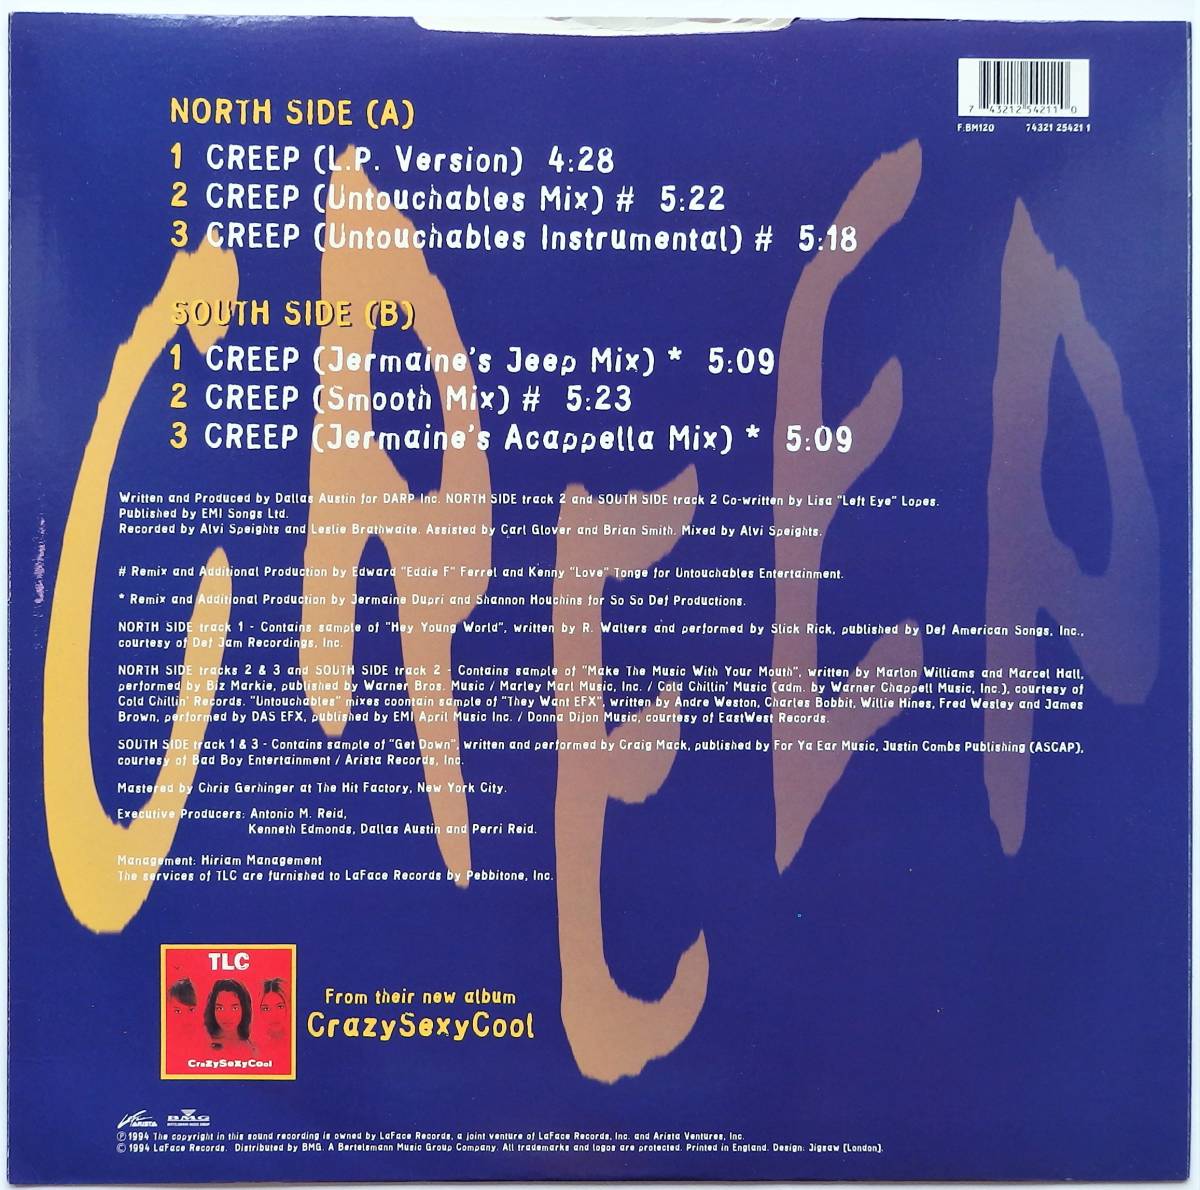 NORTH SIDE (A)
1 CREEP (L.P. Version) 4:28
2 CREEP (Untouchables Mix) # 5:22
3 CREEP (Untouchables Instrumental) # 5:18
SOUTH SIDE (B)
1 CREEP (Jermaine's Jeep Mix) * 5:09
2 CREEP (Smooth Mix) # 5:23
3 CREEP (Jermaine's Acappella Mix) * 5:09
7 43212 54211 0
F:BM120 74321 25421 1
CREEP
Written and Produced by Dallas Austin for DARP Inc. NORTH SIDE track 2 and SOUTH SIDE track 2 Co-written by Lisa "Left Eye" Lopes.
Published by EMI Songs Ltd.
Recorded by Alvi Speights and Leslie Brathwaite. Assisted by Carl Glover and Brian Smith. Mixed by Alvi Speights.
# Remix and Additional Production by Edward "Eddie F" Ferrel and Kenny "Love" Tonge for Untouchables Entertainment.
* Remix and Additional Production by Jermaine Dupri and Shannon Houchins for So So Def Productions.
NORTH SIDE track 1 - Contains sample of "Hey Young World", written by R. Walters and performed by Slick Rick, published by Def American Songs, Inc.,
courtesy of Def Jam Recordings, Inc.
NORTH SIDE tracks 2 & 3 and SOUTH SIDE track 2 - Contains sample of "Make The Music With Your Mouth", written by Marlon Williams and Marcel Hall,
performed by Biz Markie, published by Warner Bros. Music / Marley Marl Music, Inc. / Cold Chillin' Music (adm. by Warner Chappell Music, Inc.), courtesy of
Cold Chillin' Records. "Untouchables" mixes coontain sample of "They Want EFX", written by Andre Weston, Charles Bobbit, Willie Hines, Fred Wesley and James
Brown, performed by DAS EFX, published by EMI April Music Inc. / Donna Dijon Music, courtesy of EastWest Records.
SOUTH SIDE track 1 & 3 - Contains sample of "Get Down", written and performed by Craig Mack, published by For Ya Ear Music, Justin Combs Publishing (ASCAP),
courtesy of Bad Boy Entertainment / Arista Records, Inc.
Mastered by Chris Gerhinger at The Hit Factory, New York City.
Executive Producers: Antonio M. Reid,
Kenneth Edmonds, Dallas Austin and Perri Reid.
Management: Hiriam Management
The services of TLC are furnished to LaFace Records by Pebbitone, Inc.
TLC
CrazySexyCool
From their new album
CrazySexyCool
ARISTA
BMG
℗ 1994 The copyright in this sound recording is owned by LaFace Records, a joint venture of LaFace Records, Inc. and Arista Ventures, Inc.
© 1994 LaFace Records. Distributed by BMG. A Bertelsmann Music Group Company. All trademarks and logos are protected. Printed in England. Design: Jigsaw (London).